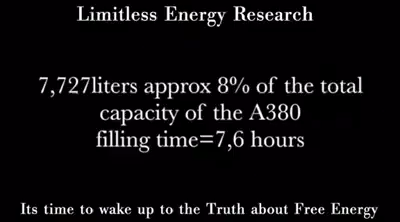 Limitless Energy Research
7,727liters approx 8% of the total
capacity of the A380
filling time=7,6 hours
Its time to wake up to the Truth about Free Energy